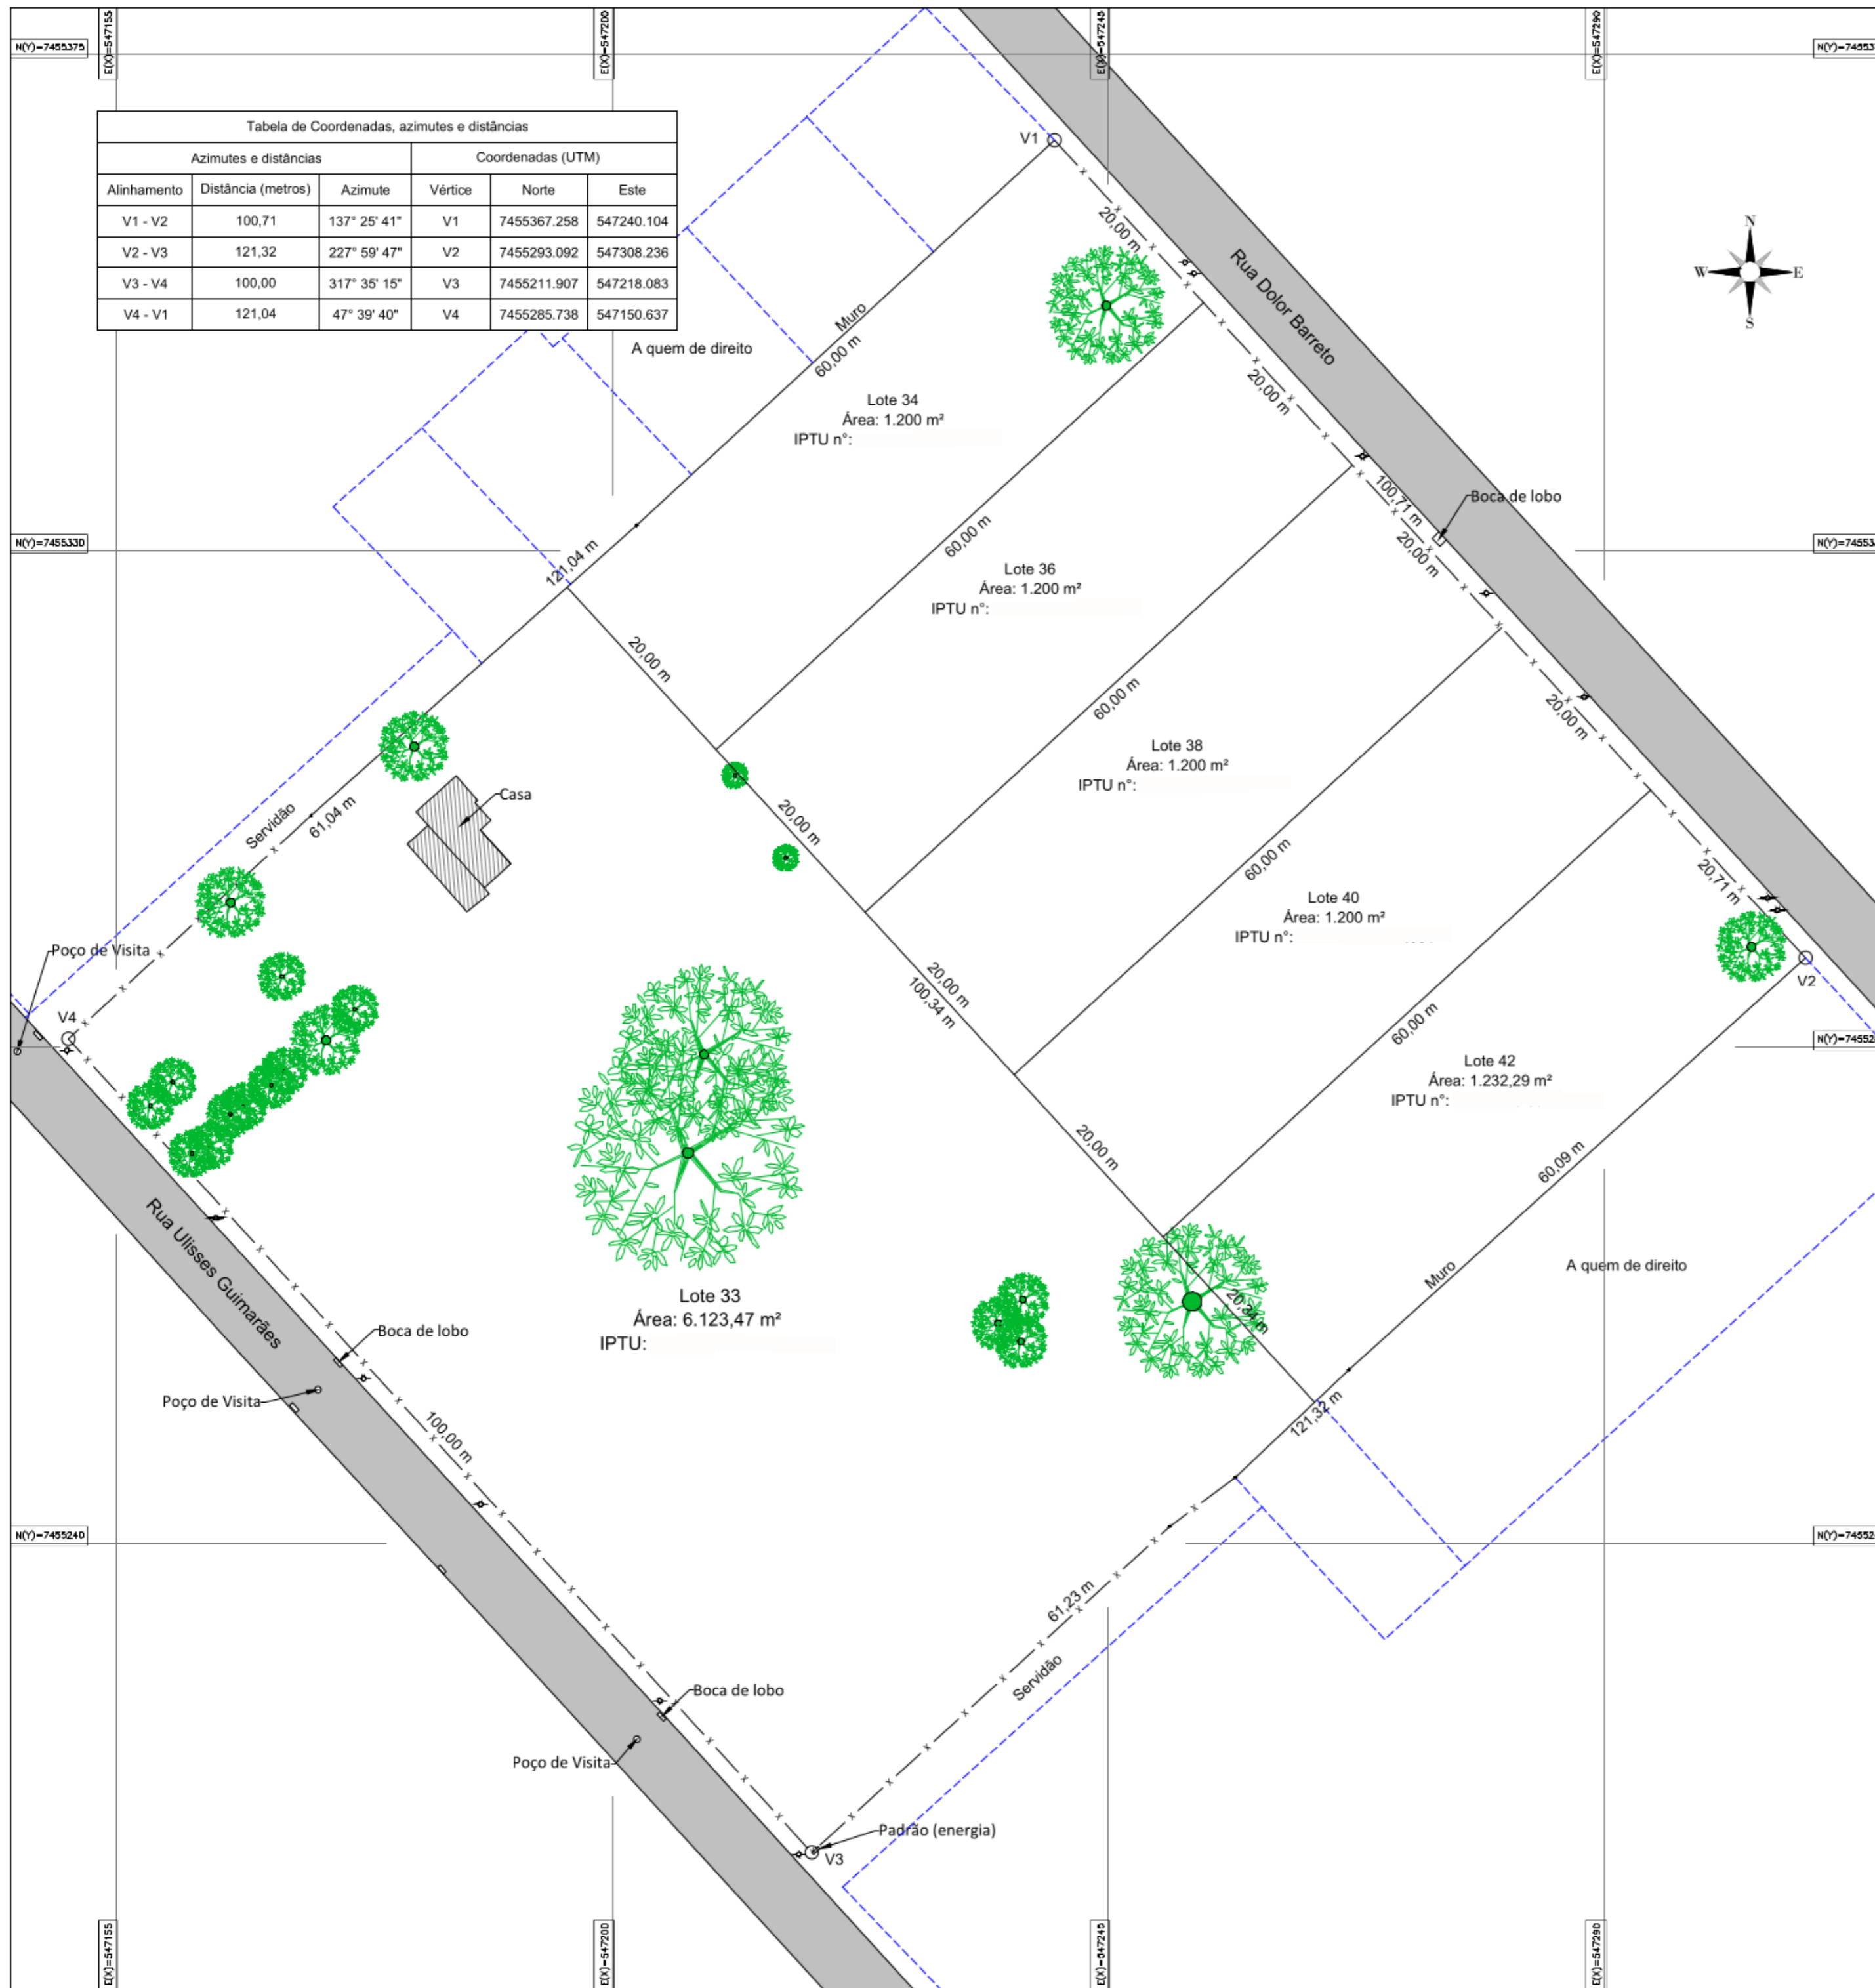 E(X)=547155
E(X)=547200
E(X)=547245
E(X)=547290
N(Y)=7455375
Tabela de Coordenadas, azimutes e distâncias
Azimutes e distâncias Coordenadas (UTM)
Alinhamento Distância (metros) Azimute Vértice Norte Este
V1 - V2 100,71 137° 25' 41" V1 7455367.258 547240.104
V2 - V3 121,32 227° 59' 47" V2 7455293.092 547308.236
V3 - V4 100,00 317° 35' 15" V3 7455211.907 547218.083
V4 - V1 121,04 47° 39' 40" V4 7455285.738 547150.637
V1
N
W E
S
20,00 m
Rua Dolor Barreto
Muro
60,00 m
A quem de direito
20,00 m
Lote 34
Área: 1.200 m²
IPTU n°:
100,71 m
Boca de lobo
20,00 m
N(Y)=7455330
121,04 m
60,00 m
Lote 36
Área: 1.200 m²
IPTU n°:
20,00 m
20,00 m
60,00 m
Lote 38
Área: 1.200 m²
IPTU n°:
Casa
Servidão
61,04 m
20,00 m
60,00 m
20,71 m
Lote 40
Área: 1.200 m²
IPTU n°:
Poço de Visita
V4
20,00 m
100,34 m
V2
60,00 m
Lote 42
Área: 1.232,29 m²
IPTU n°:
20,00 m
60,09 m
Rua Ulisses Guimarães
Muro
A quem de direito
Lote 33
Área: 6.123,47 m²
IPTU:
20,34 m
Boca de lobo
Poço de Visita
100,00 m
121,32 m
N(Y)=7455240
61,23 m
Servidão
Boca de lobo
Poço de Visita
Padrão (energia)
V3
E(X)=547155
E(X)=547200
E(X)=547245
E(X)=547290